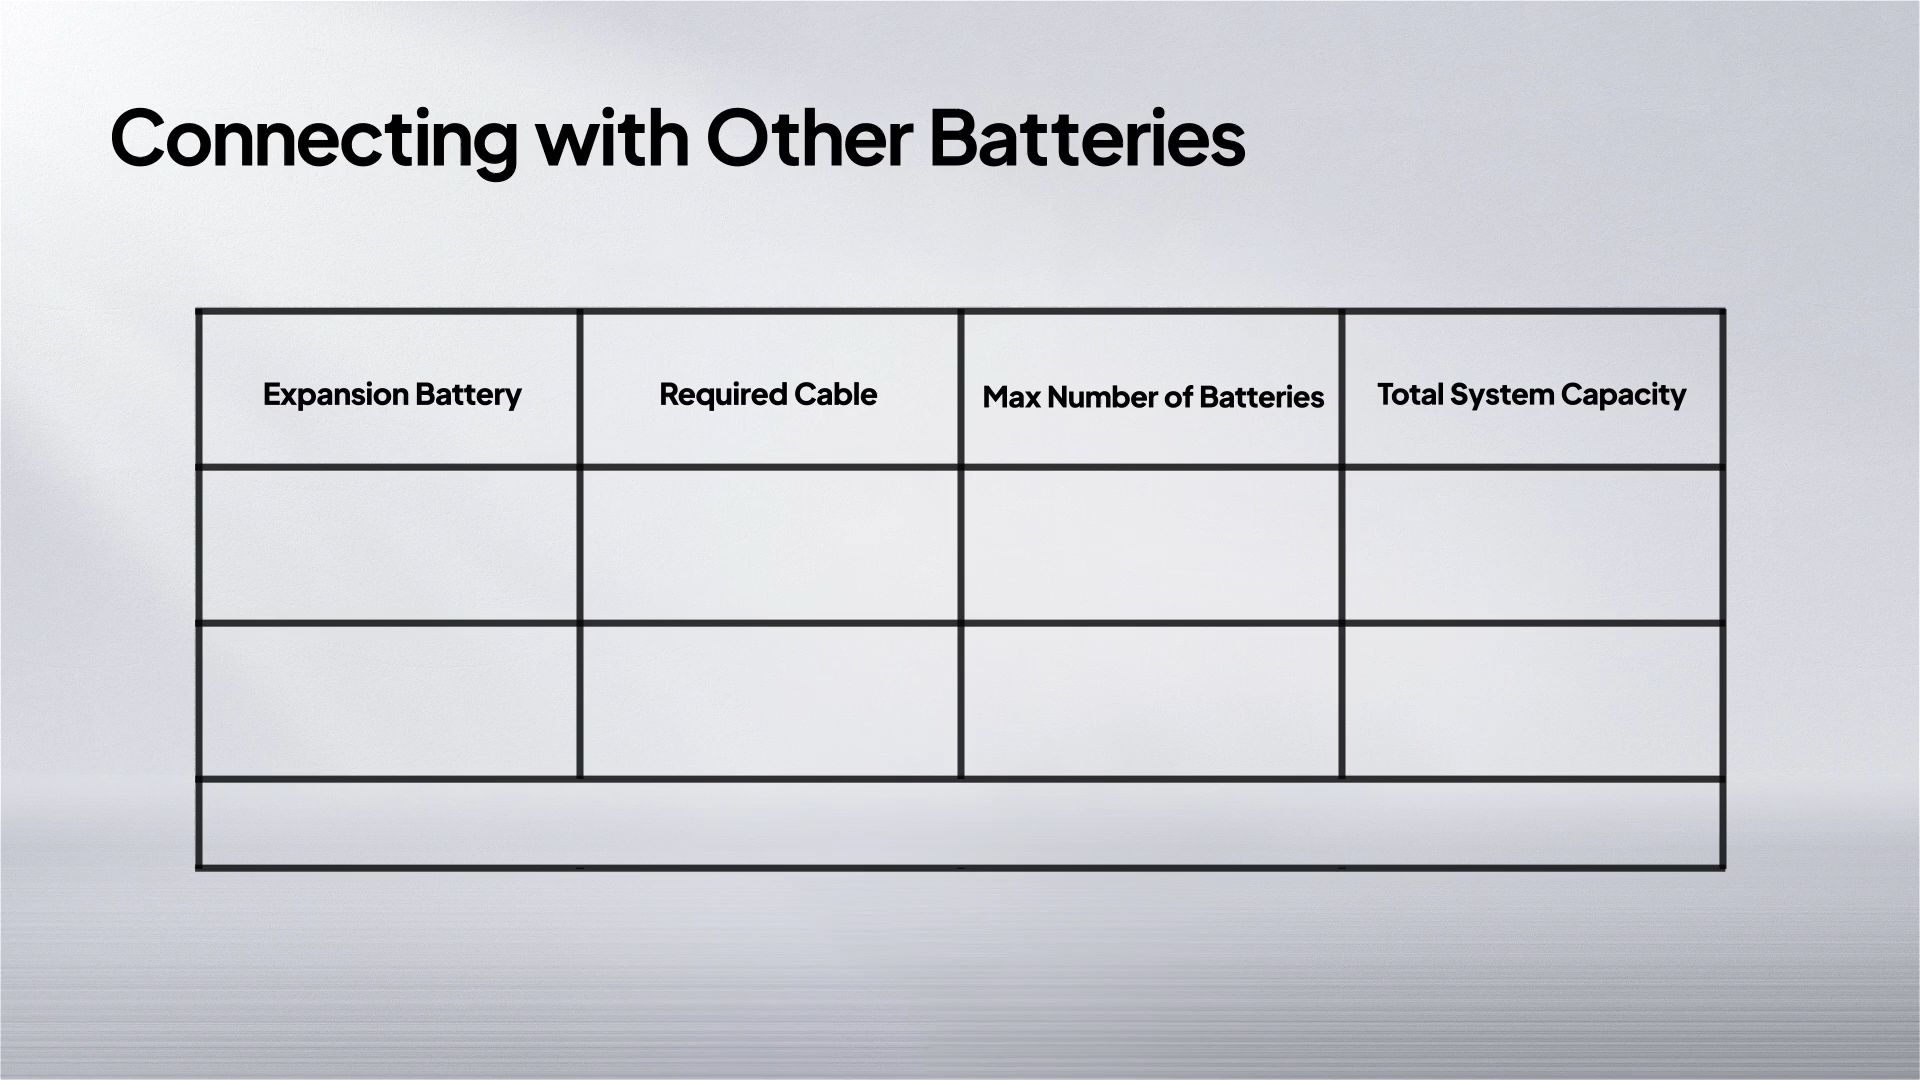 Connecting with Other Batteries
Expansion Battery
Required Cable
Max Number of Batteries
Total System Capacity